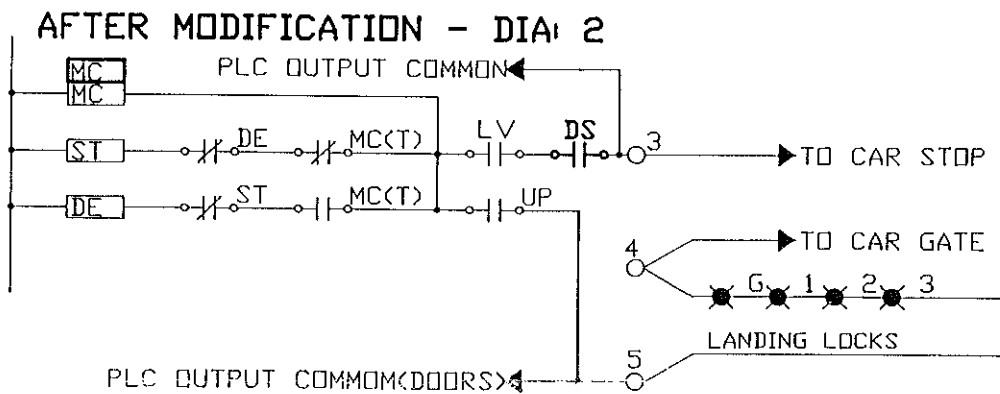 AFTER MODIFICATION - DIA: 2
MC
PLC OUTPUT COMMON
MC
LV
DS
ST
DE
MC(T)
3
TO CAR STOP
DE
ST
MC(T)
UP
4
TO CAR GATE
G 1 2 3
LANDING LOCKS
5
PLC OUTPUT COMMOM(DOORS)